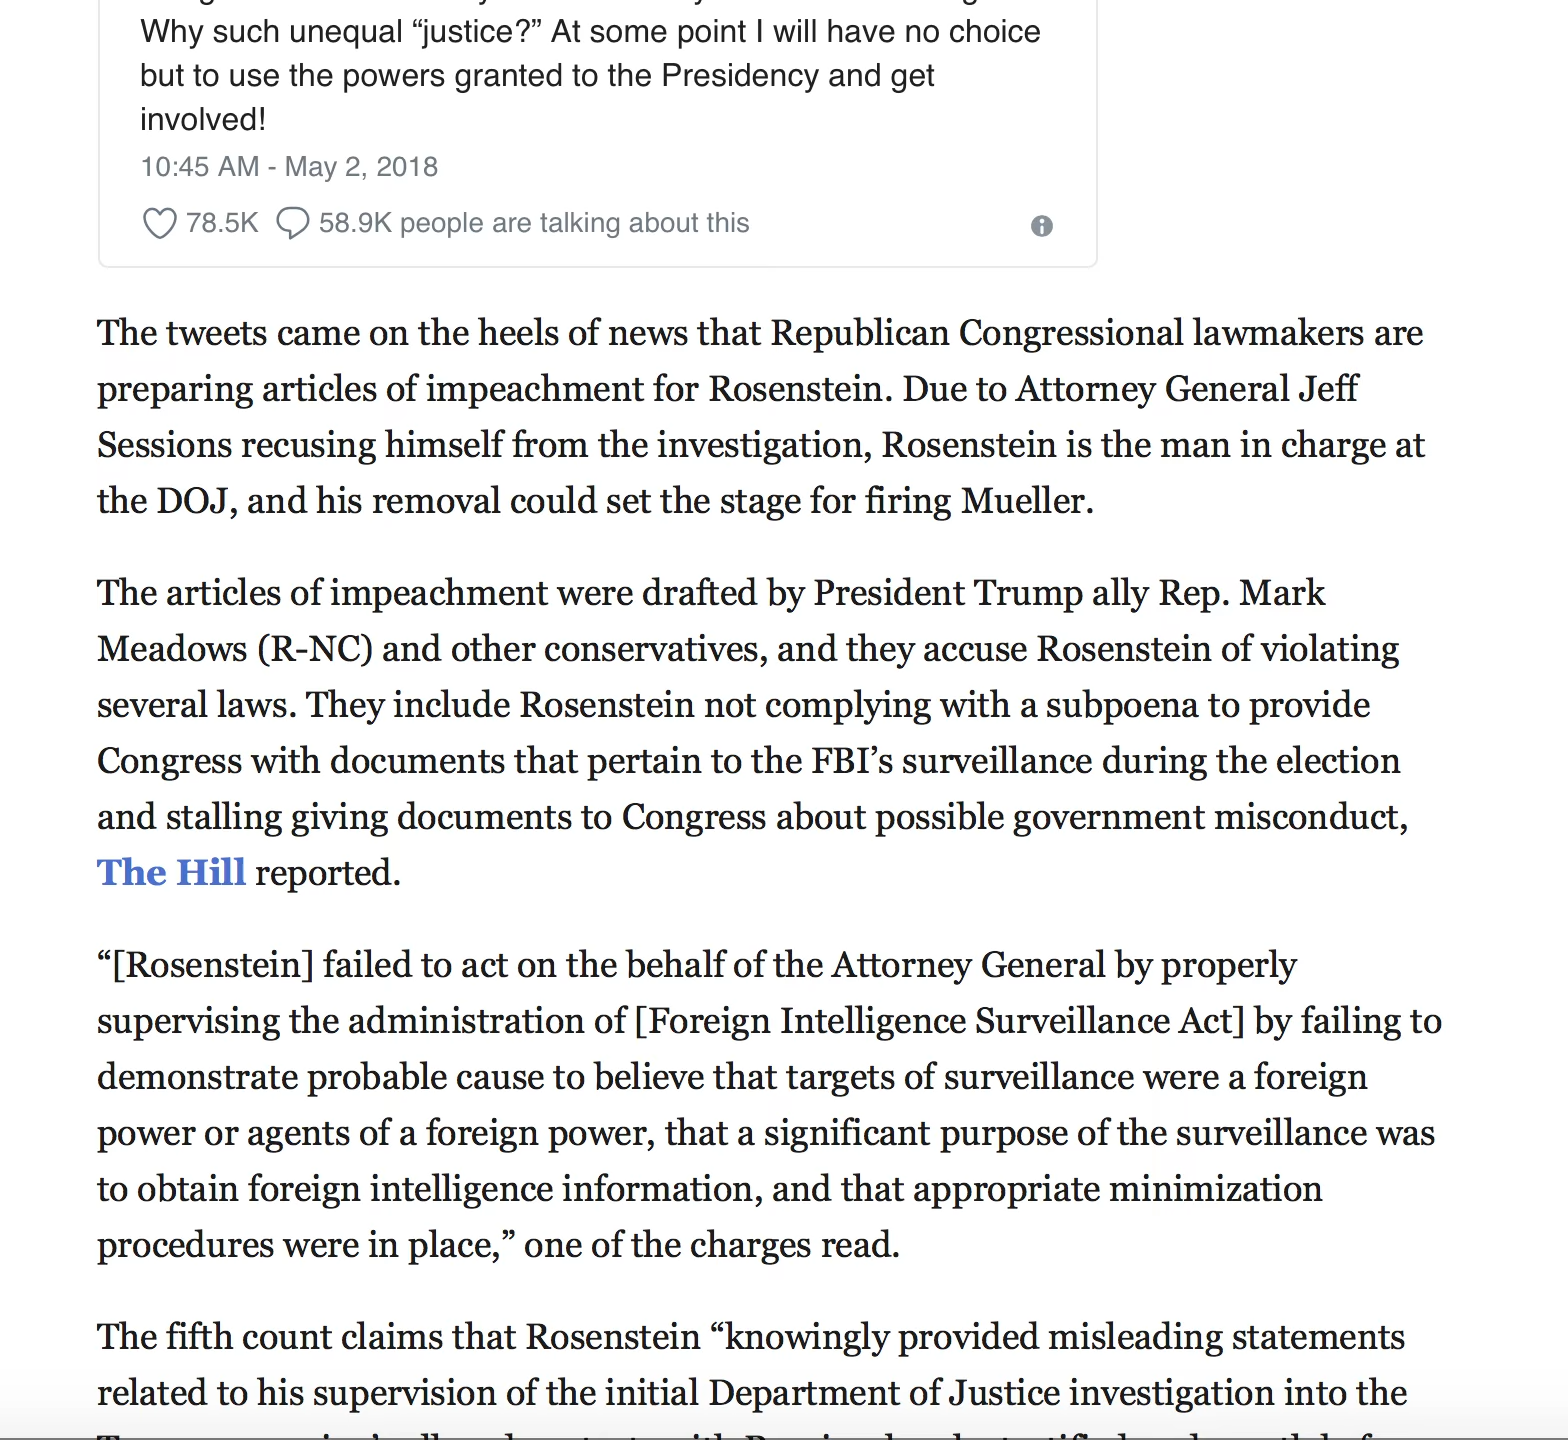 Why such unequal “justice?” At some point I will have no choice
but to use the powers granted to the Presidency and get
involved!
10:45 AM - May 2, 2018
78.5K 58.9K people are talking about this
The tweets came on the heels of news that Republican Congressional lawmakers are
preparing articles of impeachment for Rosenstein. Due to Attorney General Jeff
Sessions recusing himself from the investigation, Rosenstein is the man in charge at
the DOJ, and his removal could set the stage for firing Mueller.
The articles of impeachment were drafted by President Trump ally Rep. Mark
Meadows (R-NC) and other conservatives, and they accuse Rosenstein of violating
several laws. They include Rosenstein not complying with a subpoena to provide
Congress with documents that pertain to the FBI’s surveillance during the election
and stalling giving documents to Congress about possible government misconduct,
The Hill reported.
“[Rosenstein] failed to act on the behalf of the Attorney General by properly
supervising the administration of [Foreign Intelligence Surveillance Act] by failing to
demonstrate probable cause to believe that targets of surveillance were a foreign
power or agents of a foreign power, that a significant purpose of the surveillance was
to obtain foreign intelligence information, and that appropriate minimization
procedures were in place,” one of the charges read.
The fifth count claims that Rosenstein “knowingly provided misleading statements
related to his supervision of the initial Department of Justice investigation into the